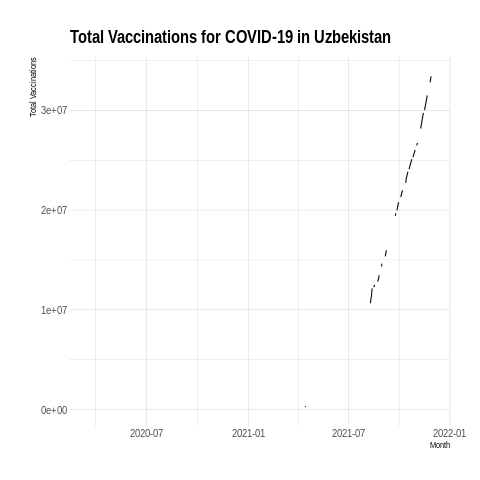 Total Vaccinations for COVID-19 in Uzbekistan
Total Vaccinations
3e+07
2e+07
1e+07
0e+00
2020-07 2021-01 2021-07 2022-01
Month